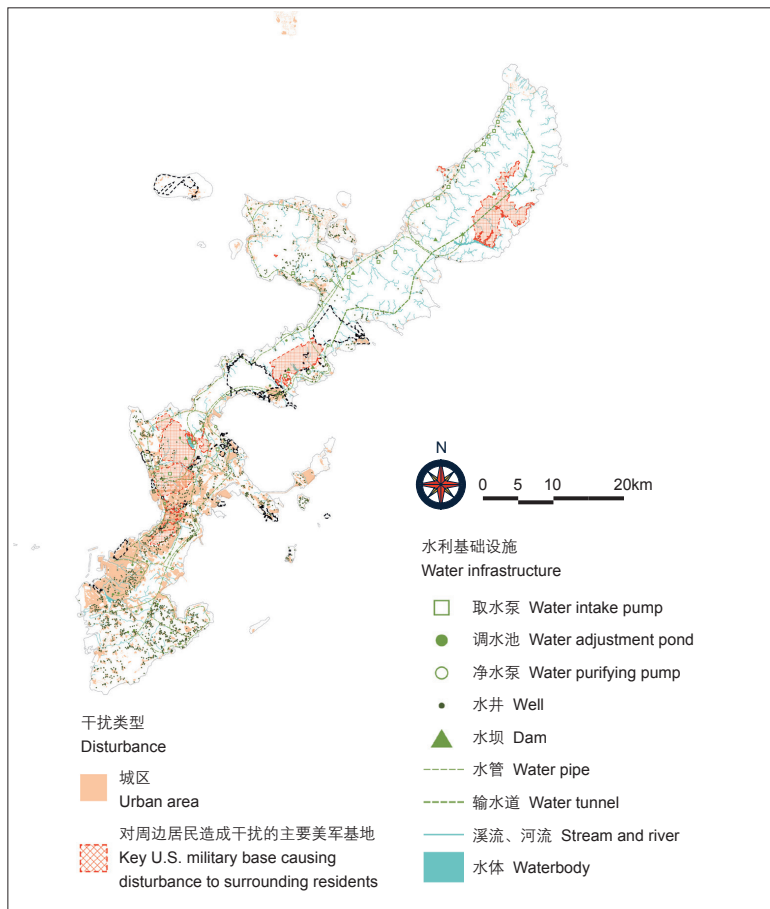 N
0 5 10 20km
水利基础设施
Water infrastructure
取水泵 Water intake pump
调水池 Water adjustment pond
净水泵 Water purifying pump
水井 Well
水坝 Dam
水管 Water pipe
输水道 Water tunnel
溪流、河流 Stream and river
水体 Waterbody
干扰类型
Disturbance
城区
Urban area
对周边居民造成干扰的主要美军基地
Key U.S. military base causing
disturbance to surrounding residents